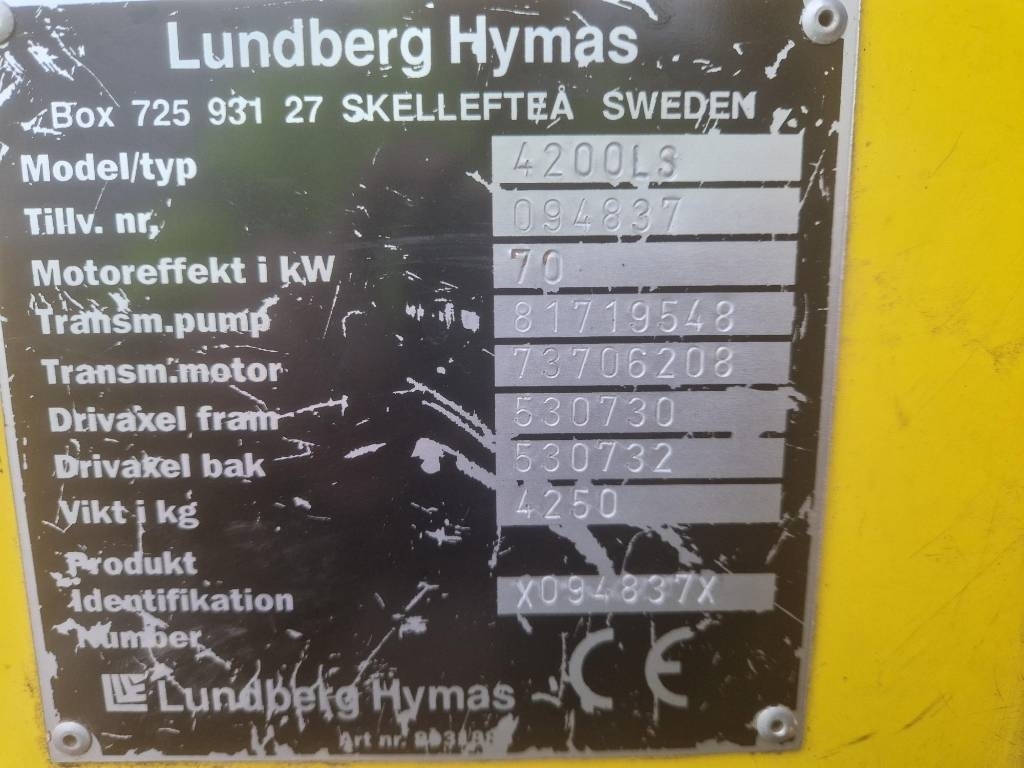 Lundberg Hymas
Box 725 931 27 SKELLEFTEÅ SWEDEN
Model/typ 4200LS
Tillv. nr, 094837
Motoreffekt i kW 70
Transm.pump 81719548
Transm.motor 73706208
Drivaxel fram 530730
Drivaxel bak 530732
Vikt i kg 4250
Produkt
Identifikation X094837X
Number
CE
Lundberg Hymas
Art nr.